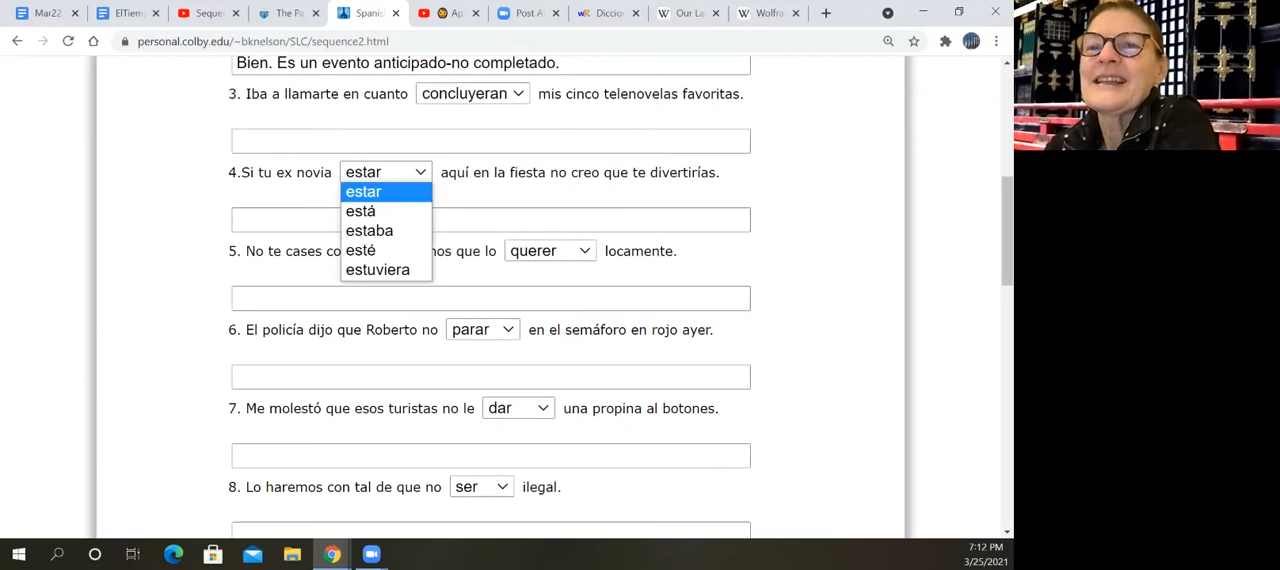 Mar22
ElTiemp
Seque
The Pa
Spanis
Ap
Post A
Diccio
Our La
Wolfra
personal.colby.edu/~bknelson/SLC/sequence2.html
Bien. Es un evento anticipado-no completado.
3. Iba a llamarte en cuanto concluyeran mis cinco telenovelas favoritas.
4.Si tu ex novia estar aquí en la fiesta no creo que te divertirías.
estar
está
estaba
esté
estuviera
5. No te cases co nos que lo querer locamente.
6. El policía dijo que Roberto no parar en el semáforo en rojo ayer.
7. Me molestó que esos turistas no le dar una propina al botones.
8. Lo haremos con tal de que no ser ilegal.
7:12 PM
3/25/2021